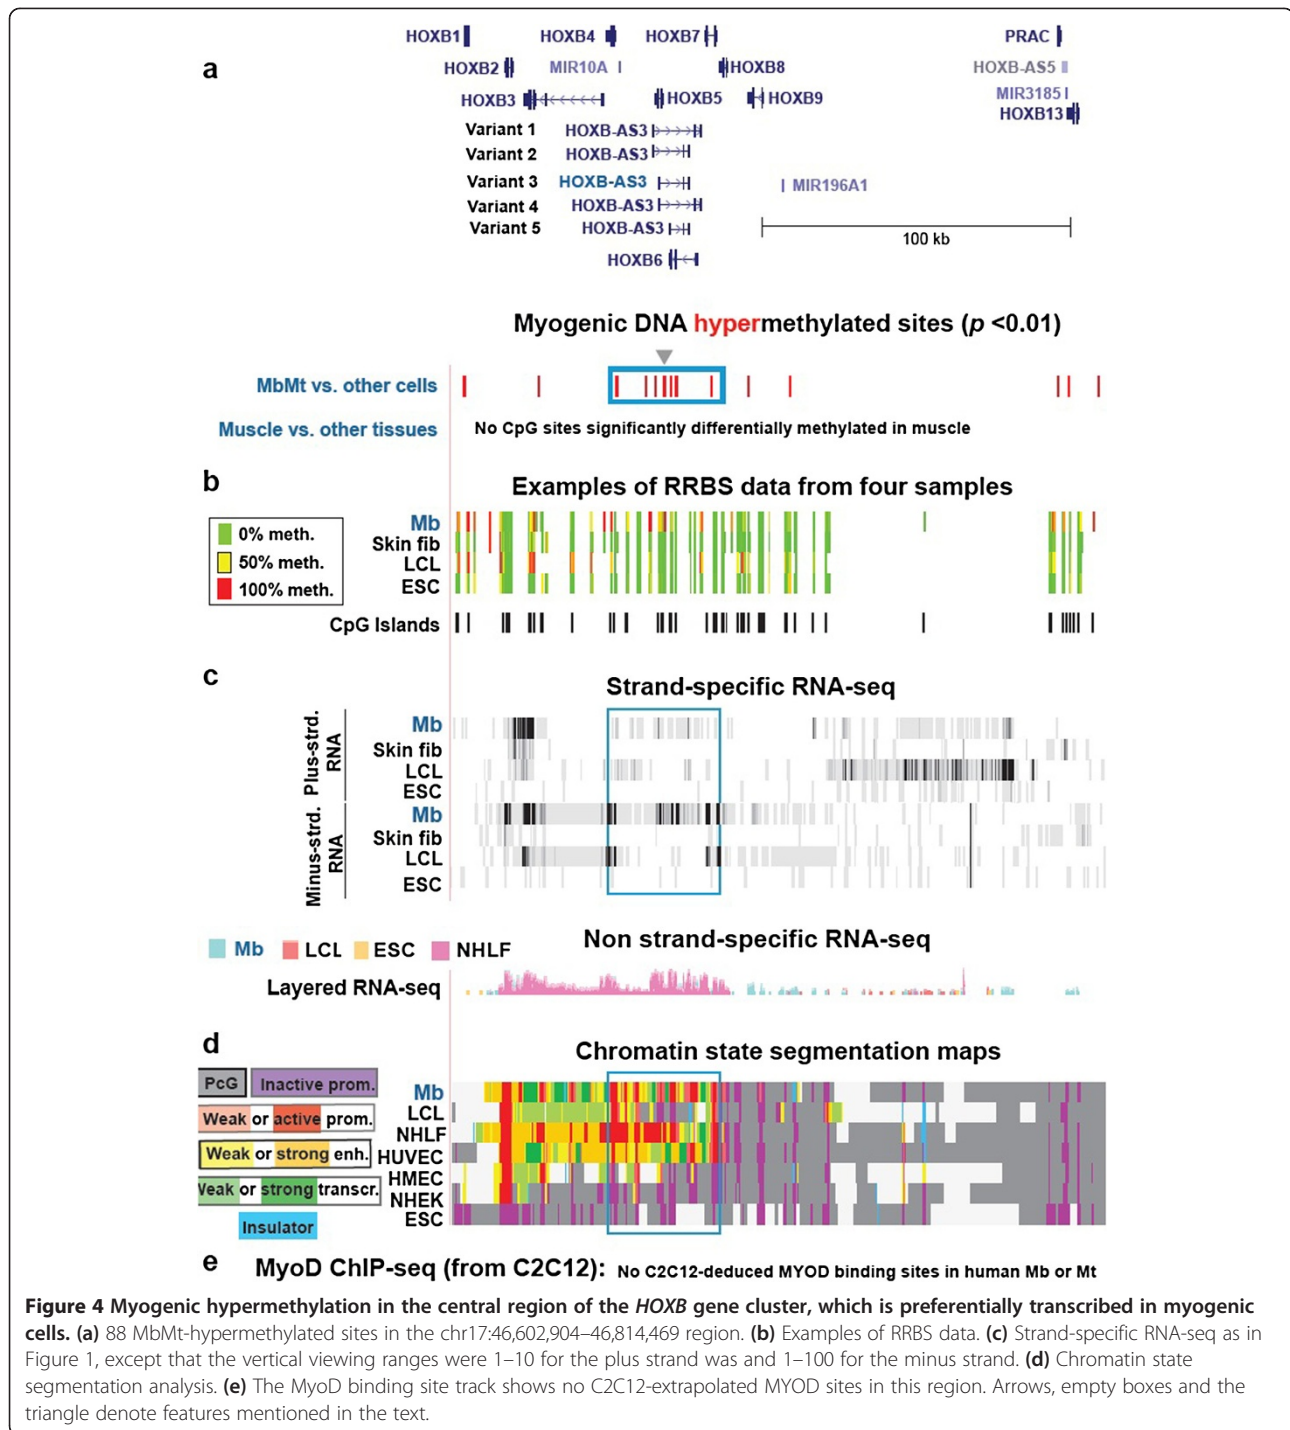 HOXB1 HOXB4 HOXB7 PRAC
a HOXB2 MIR10A HOXB8 HOXB-AS5
HOXB3 HOXB5 HOXB9 MIR3185
HOXB13
Variant 1 HOXB-AS3
Variant 2 HOXB-AS3
Variant 3 HOXB-AS3 MIR196A1
Variant 4 HOXB-AS3
Variant 5 HOXB-AS3 100 kb
HOXB6
Myogenic DNA hypermethylated sites (p <0.01)
MbMt vs. other cells
Muscle vs. other tissues No CpG sites significantly differentially methylated in muscle
b Examples of RRBS data from four samples
0% meth.
50% meth.
100% meth.
Mb
Skin fib
LCL
ESC
CpG Islands
c Strand-specific RNA-seq
Plus-strd. RNA
Mb
Skin fib
LCL
ESC
Minus-strd. RNA
Mb
Skin fib
LCL
ESC
Mb LCL ESC NHLF Non strand-specific RNA-seq
Layered RNA-seq
d Chromatin state segmentation maps
PcG Inactive prom.
Weak or active prom.
Weak or strong enh.
Weak or strong transcr.
Insulator
Mb
LCL
NHLF
HUVEC
HMEC
NHEK
ESC
e MyoD ChIP-seq (from C2C12): No C2C12-deduced MYOD binding sites in human Mb or Mt
Figure 4 Myogenic hypermethylation in the central region of the HOXB gene cluster, which is preferentially transcribed in myogenic
cells. (a) 88 MbMt-hypermethylated sites in the chr17:46,602,904–46,814,469 region. (b) Examples of RRBS data. (c) Strand-specific RNA-seq as in
Figure 1, except that the vertical viewing ranges were 1–10 for the plus strand was and 1–100 for the minus strand. (d) Chromatin state
segmentation analysis. (e) The MyoD binding site track shows no C2C12-extrapolated MYOD sites in this region. Arrows, empty boxes and the
triangle denote features mentioned in the text.